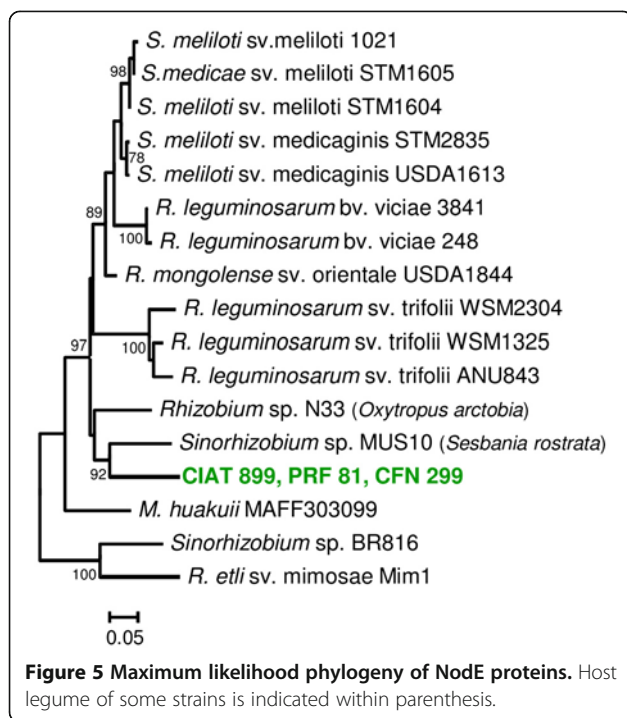 S. meliloti sv.meliloti 1021
98
S.medicae sv. meliloti STM1605
S. meliloti sv. meliloti STM1604
S. meliloti sv. medicaginis STM2835
78
S. meliloti sv. medicaginis USDA1613
89
R. leguminosarum bv. viciae 3841
100
R. leguminosarum bv. viciae 248
R. mongolense sv. orientale USDA1844
R. leguminosarum sv. trifolii WSM2304
97
100
R. leguminosarum sv. trifolii WSM1325
R. leguminosarum sv. trifolii ANU843
Rhizobium sp. N33 (Oxytropus arctobia)
Sinorhizobium sp. MUS10 (Sesbania rostrata)
92
CIAT 899, PRF 81, CFN 299
M. huakuii MAFF303099
Sinorhizobium sp. BR816
100
R. etli sv. mimosae Mim1
0.05
Figure 5 Maximum likelihood phylogeny of NodE proteins. Host
legume of some strains is indicated within parenthesis.